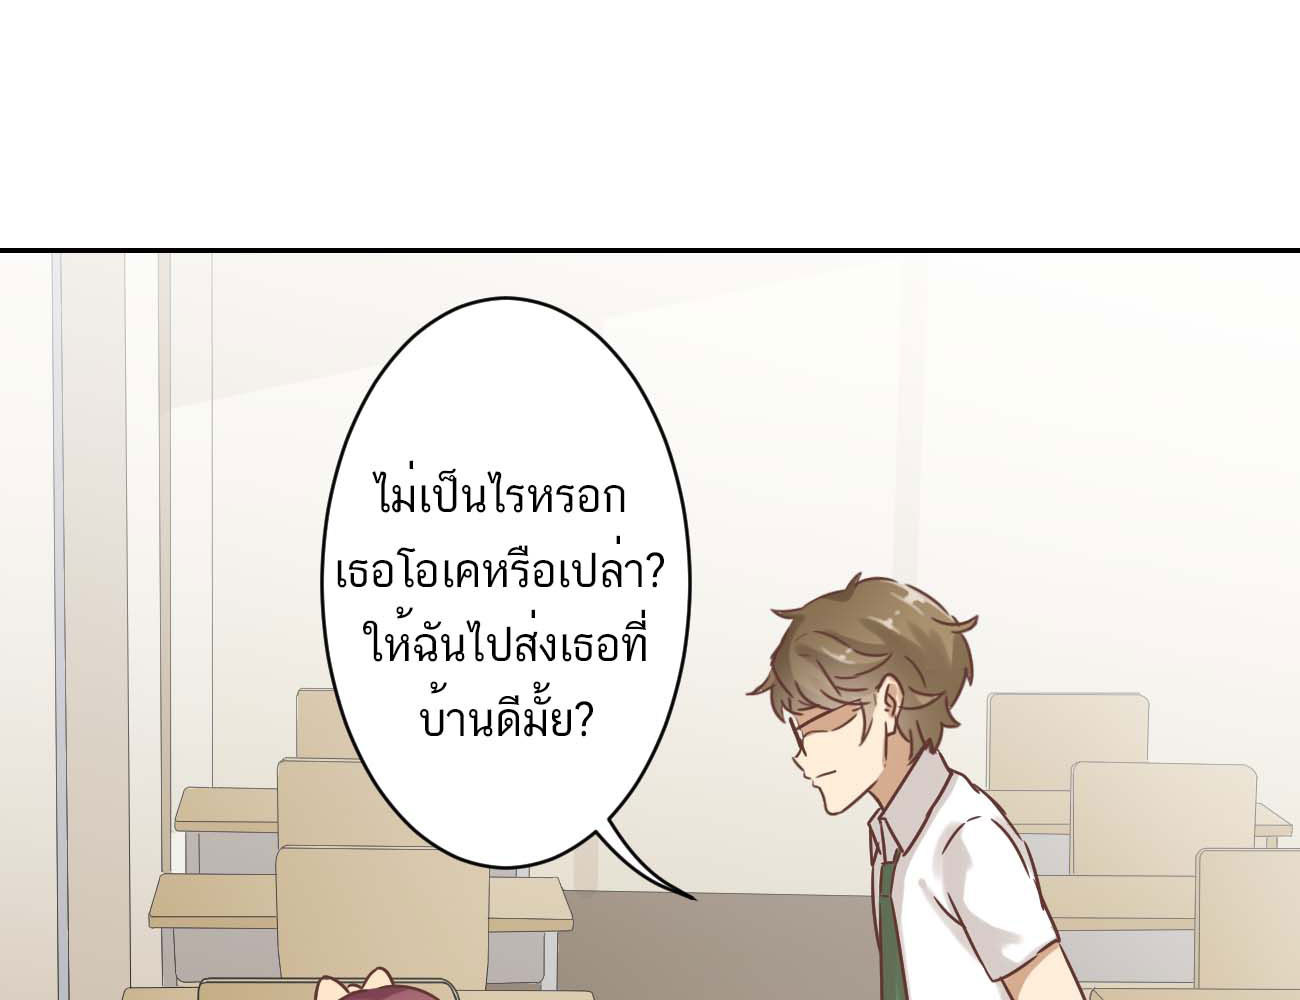 ไม่เป็นไรหรอก
เธอโอเคหรือเปล่า?
ให้ฉันไปส่งเธอที่
บ้านดีมั้ย?